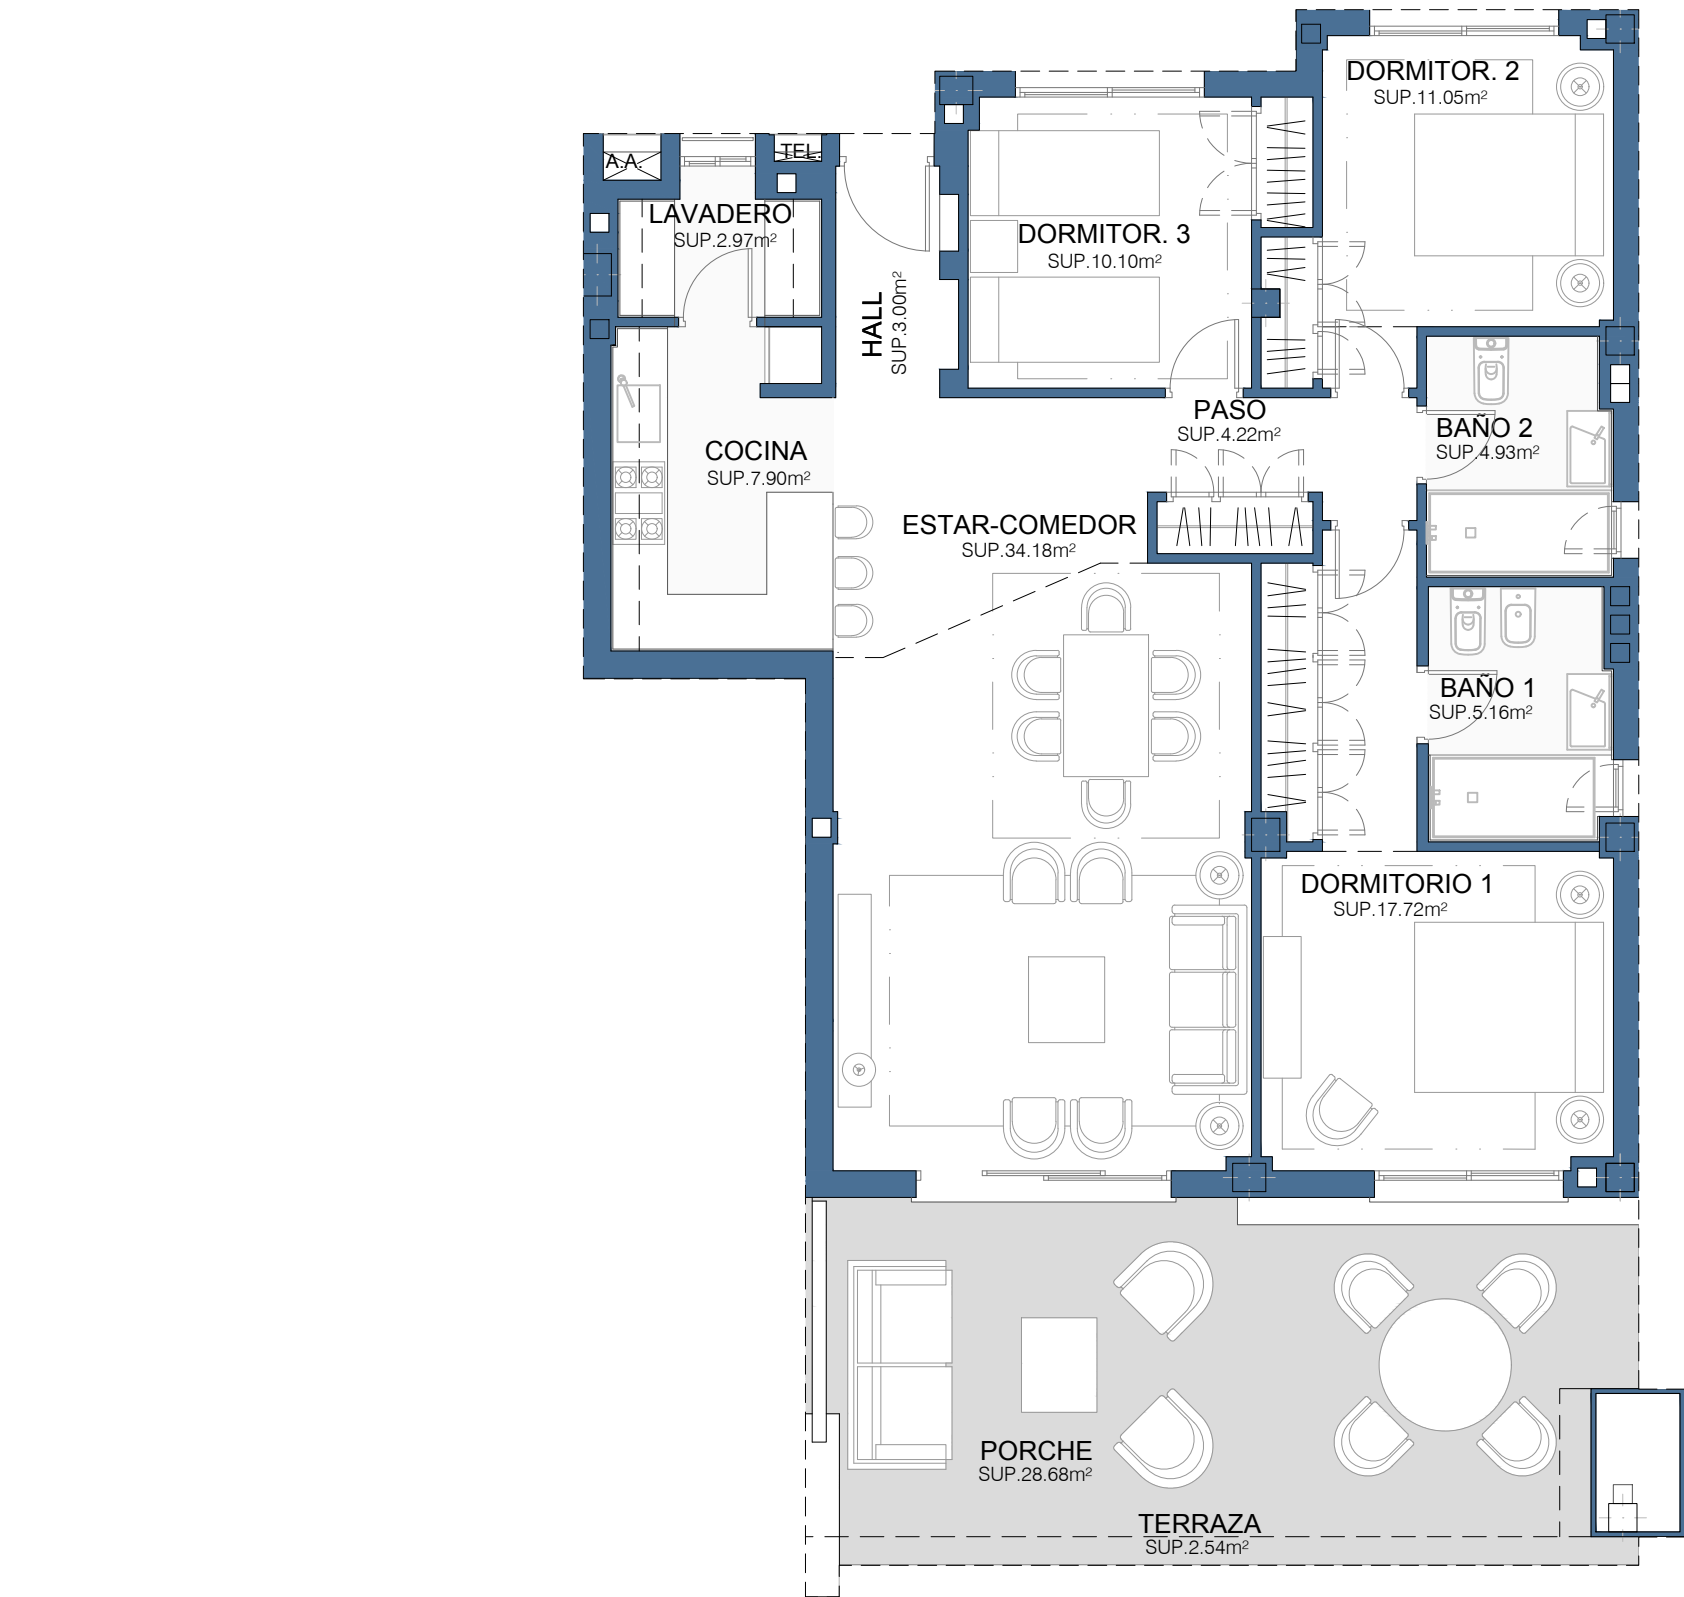 DORMITOR. 2
SUP.11.05m²
A.A.
TEL.
LAVADERO
SUP.2.97m²
DORMITOR. 3
SUP.10.10m²
HALL
SUP.3.00m²
PASO
SUP.4.22m²
BAÑO 2
SUP.4.93m²
COCINA
SUP.7.90m²
ESTAR-COMEDOR
SUP.34.18m²
BAÑO 1
SUP.5.16m²
DORMITORIO 1
SUP.17.72m²
PORCHE
SUP.28.68m²
TERRAZA
SUP.2.54m²